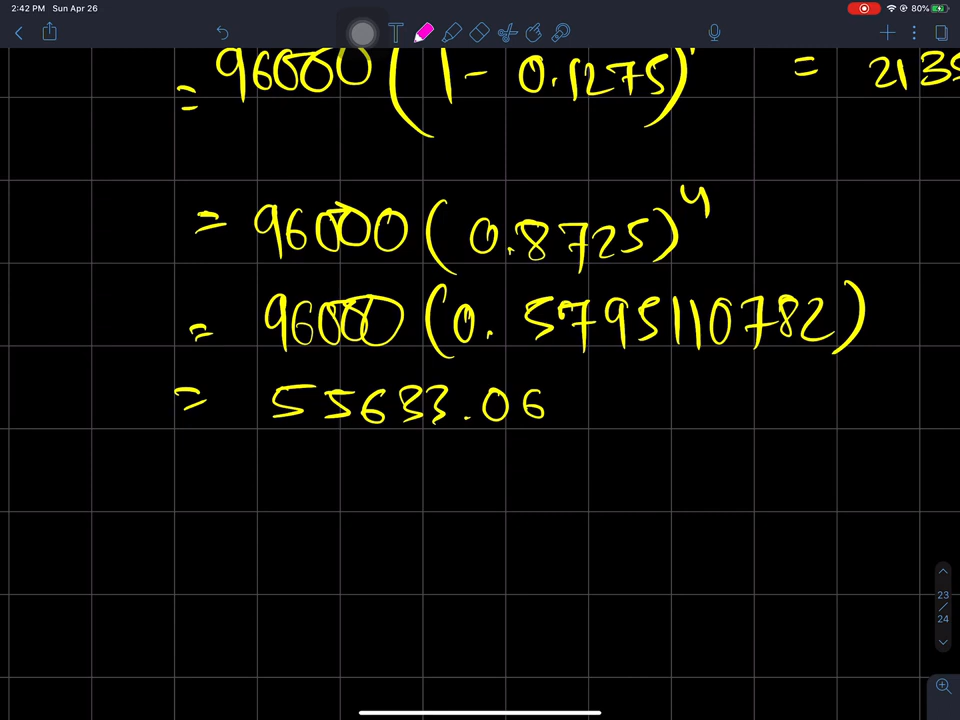 2:42 PM Sun Apr 26
80%
T
= 96000 (1 - 0.1275) = 2135
= 96000 (0.8725)^4
= 96000 (0.5795110782)
= 55633.06
23
/
24